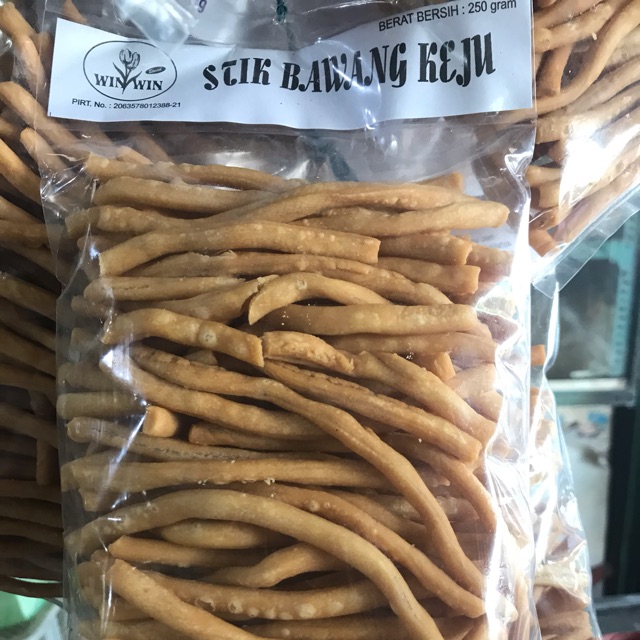 BERAT BERSIH : 250 gram
STIK BAWANG KEJU
WIN WIN
PIRT. No. : 2063578012388-21